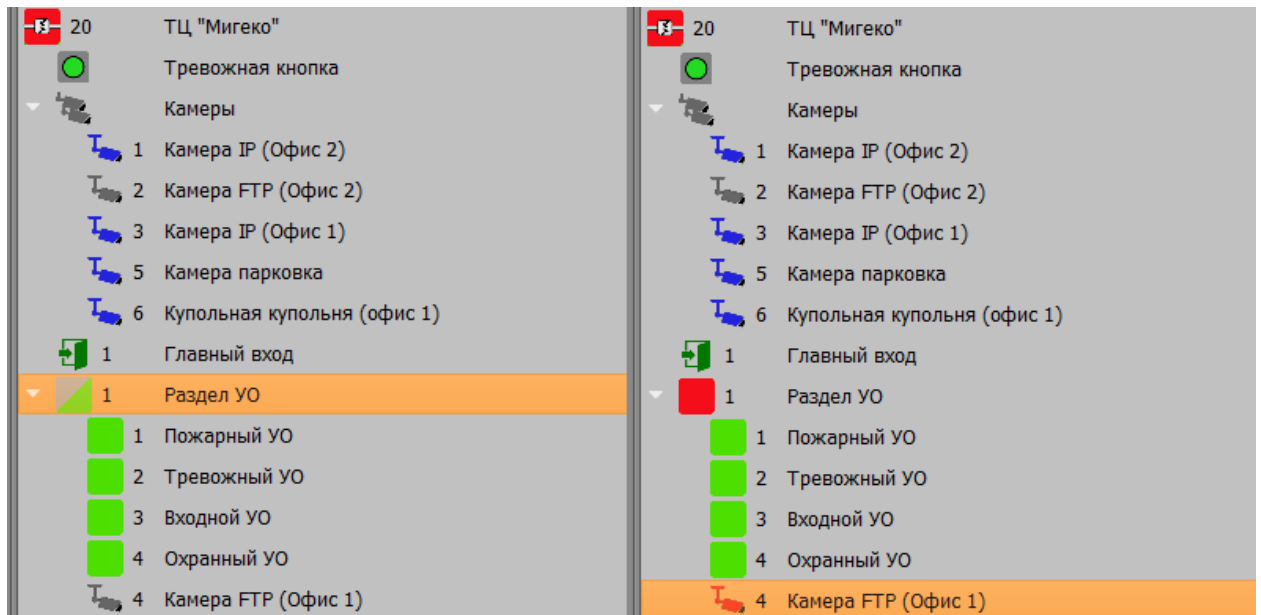 20 ТЦ "Мигеко"
Тревожная кнопка
Камеры
1 Камера IP (Офис 2)
2 Камера FTP (Офис 2)
3 Камера IP (Офис 1)
5 Камера парковка
6 Купольная купольня (офис 1)
1 Главный вход
1 Раздел УО
1 Пожарный УО
2 Тревожный УО
3 Входной УО
4 Охранный УО
4 Камера FTP (Офис 1)
20 ТЦ "Мигеко"
Тревожная кнопка
Камеры
1 Камера IP (Офис 2)
2 Камера FTP (Офис 2)
3 Камера IP (Офис 1)
5 Камера парковка
6 Купольная купольня (офис 1)
1 Главный вход
1 Раздел УО
1 Пожарный УО
2 Тревожный УО
3 Входной УО
4 Охранный УО
4 Камера FTP (Офис 1)